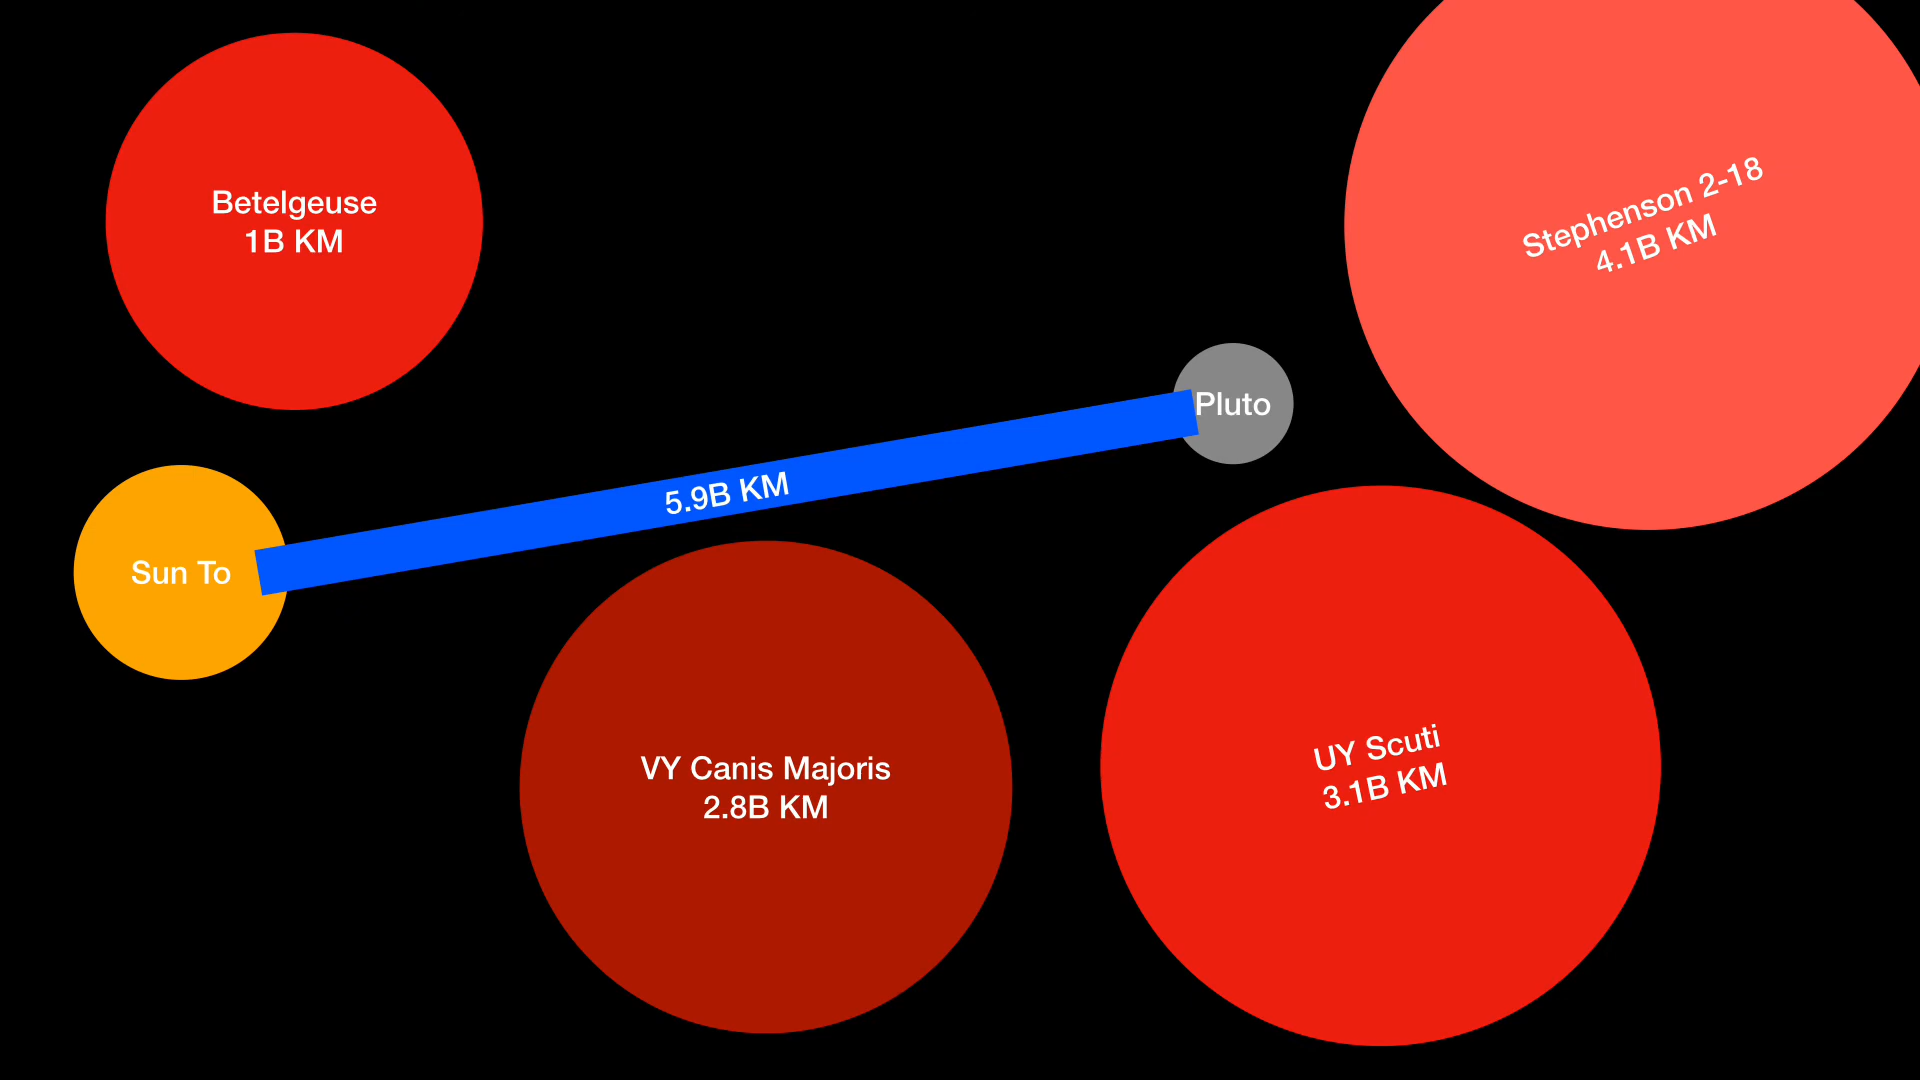 Betelgeuse
1B KM
Stephenson 2-18
4.1B KM
Pluto
5.9B KM
Sun To
VY Canis Majoris
2.8B KM
UY Scuti
3.1B KM